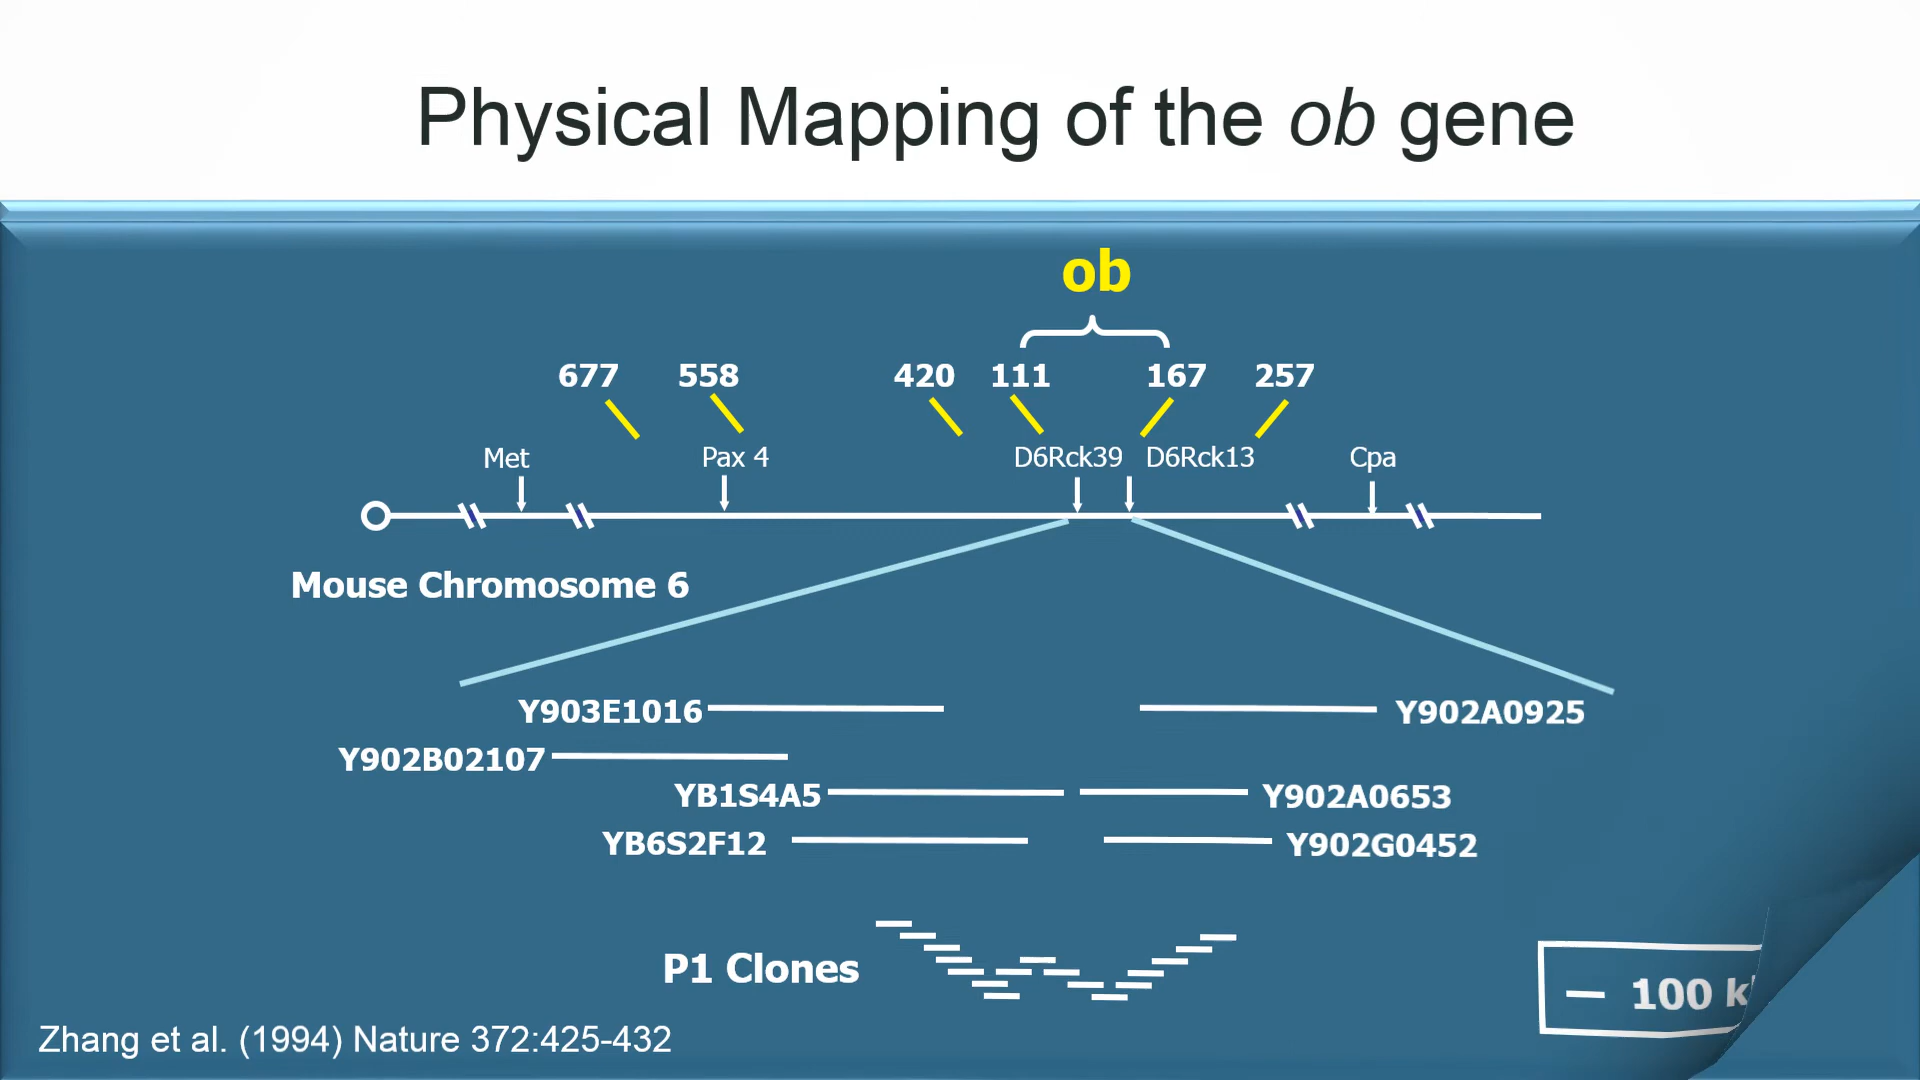 Physical Mapping of the ob gene
ob
677 558 420 111 167 257
Met Pax 4 D6Rck39 D6Rck13 Cpa
Mouse Chromosome 6
Y903E1016 Y902A0925
Y902B02107
YB1S4A5 Y902A0653
YB6S2F12 Y902G0452
P1 Clones
100 k
Zhang et al. (1994) Nature 372:425-432